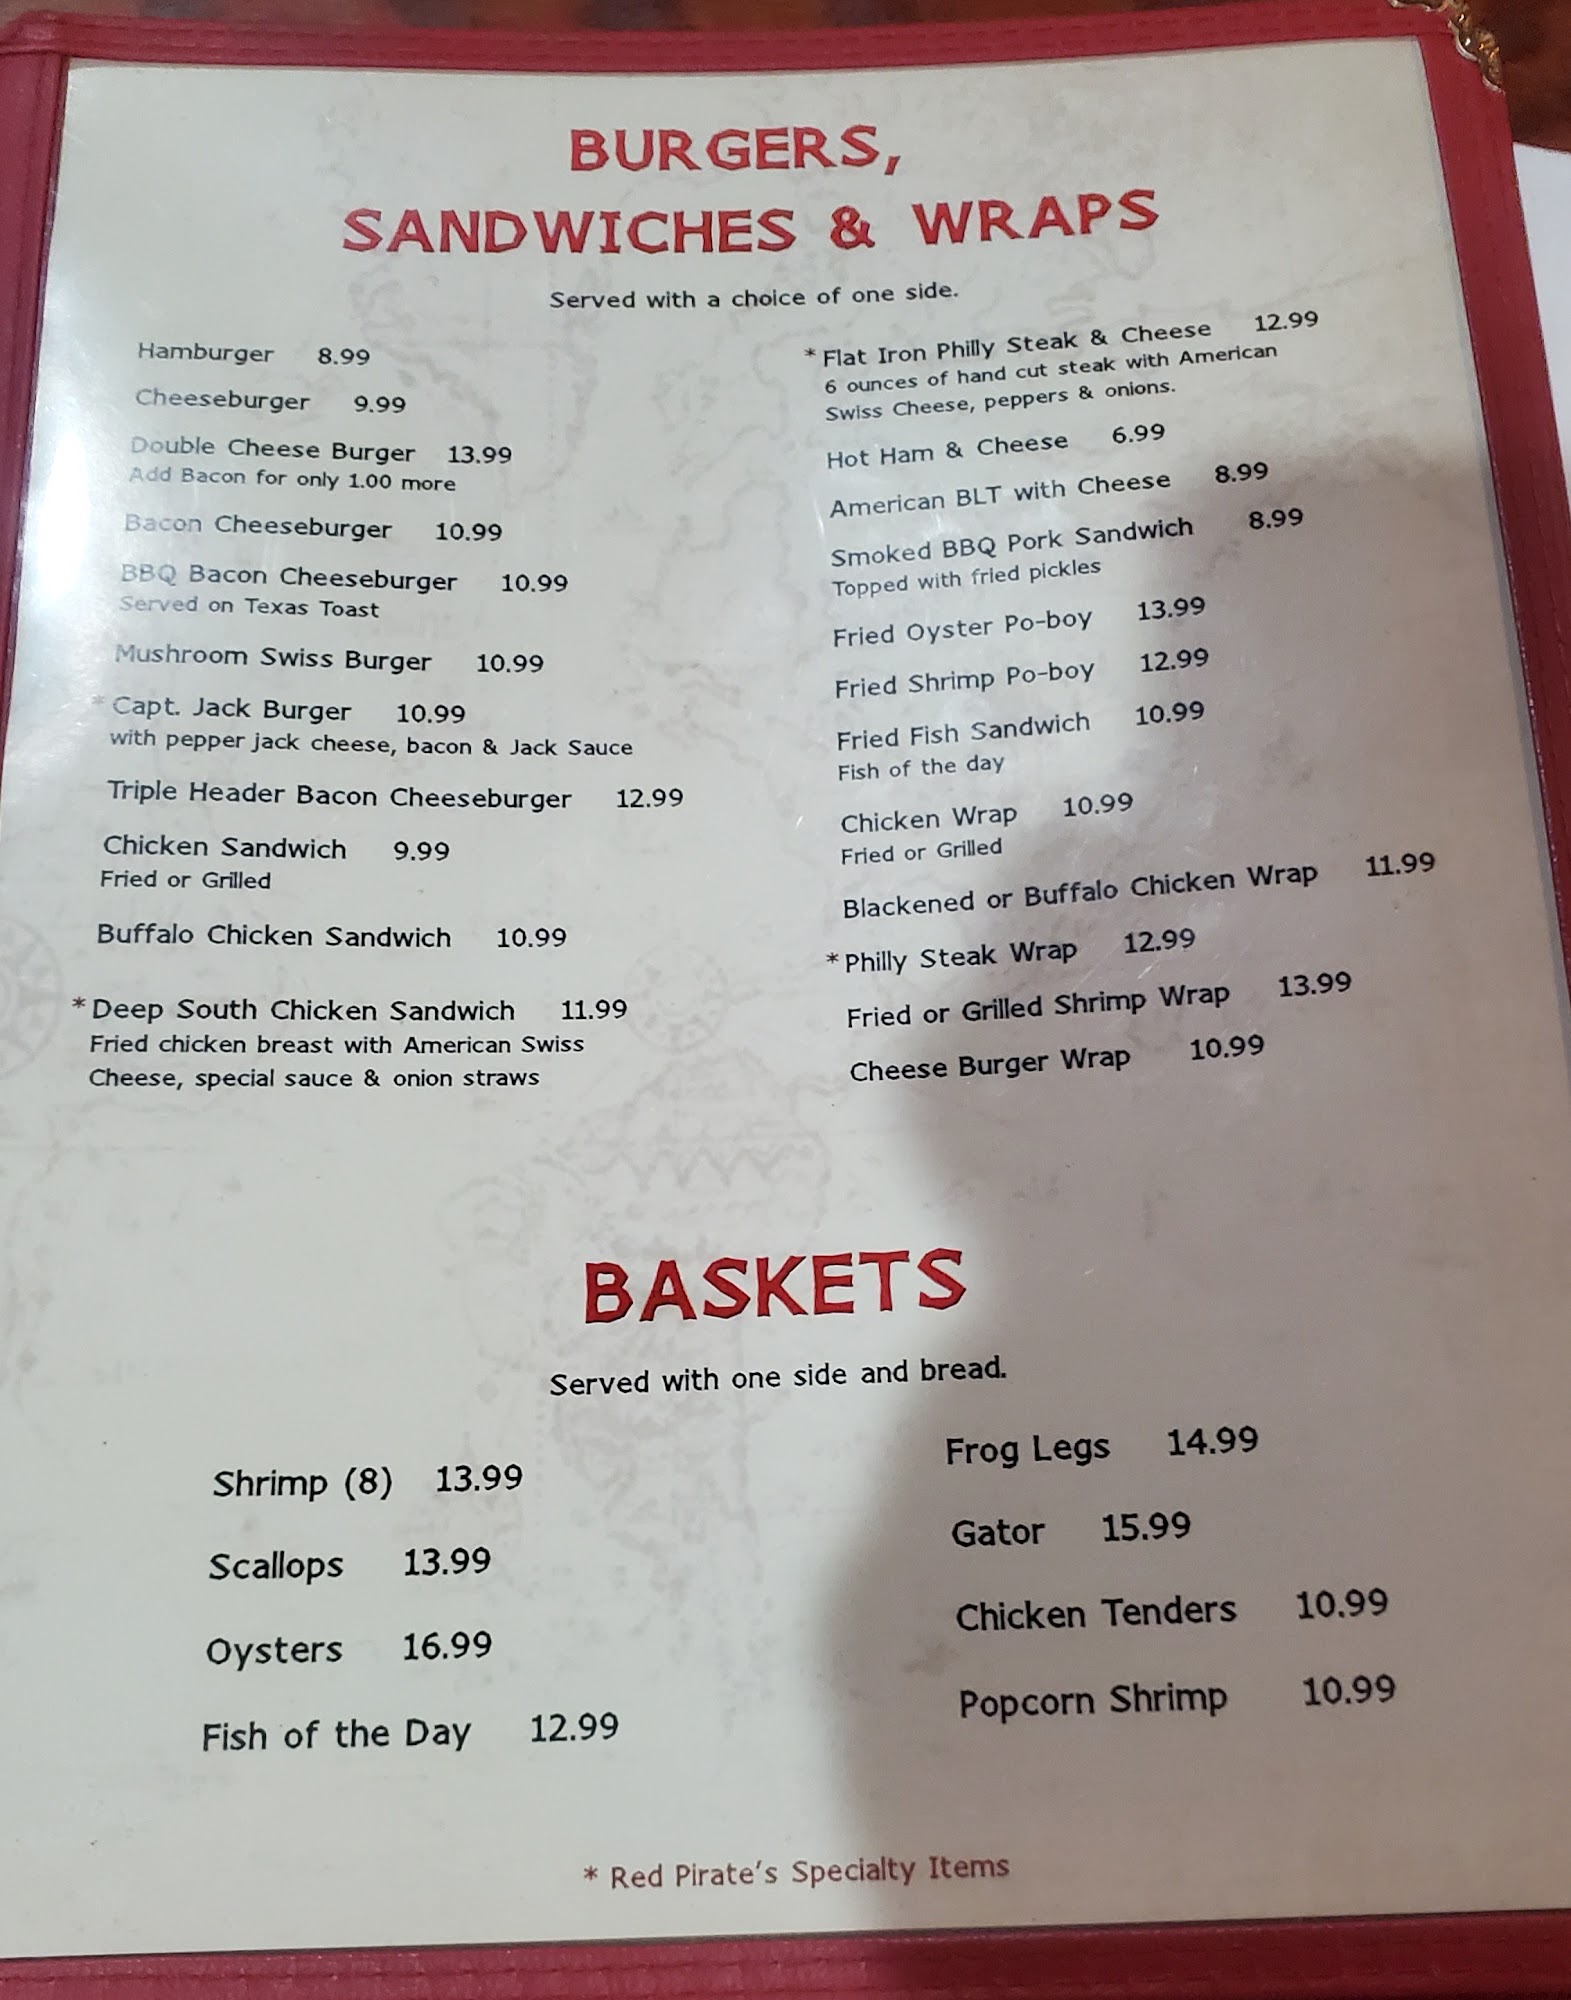 BURGERS,
SANDWICHES & WRAPS
Served with a choice of one side.
Hamburger 8.99
Cheeseburger 9.99
Double Cheese Burger 13.99
Add Bacon for only 1.00 more
Bacon Cheeseburger 10.99
BBQ Bacon Cheeseburger 10.99
Served on Texas Toast
Mushroom Swiss Burger 10.99
* Capt. Jack Burger 10.99
with pepper jack cheese, bacon & Jack Sauce
Triple Header Bacon Cheeseburger 12.99
Chicken Sandwich 9.99
Fried or Grilled
Buffalo Chicken Sandwich 10.99
* Deep South Chicken Sandwich 11.99
Fried chicken breast with American Swiss
Cheese, special sauce & onion straws
* Flat Iron Philly Steak & Cheese 12.99
6 ounces of hand cut steak with American
Swiss Cheese, peppers & onions.
Hot Ham & Cheese 6.99
American BLT with Cheese 8.99
Smoked BBQ Pork Sandwich 8.99
Topped with fried pickles
Fried Oyster Po-boy 13.99
Fried Shrimp Po-boy 12.99
Fried Fish Sandwich 10.99
Fish of the day
Chicken Wrap 10.99
Fried or Grilled
Blackened or Buffalo Chicken Wrap 11.99
* Philly Steak Wrap 12.99
Fried or Grilled Shrimp Wrap 13.99
Cheese Burger Wrap 10.99
BASKETS
Served with one side and bread.
Shrimp (8) 13.99
Scallops 13.99
Oysters 16.99
Fish of the Day 12.99
Frog Legs 14.99
Gator 15.99
Chicken Tenders 10.99
Popcorn Shrimp 10.99
* Red Pirate's Specialty Items